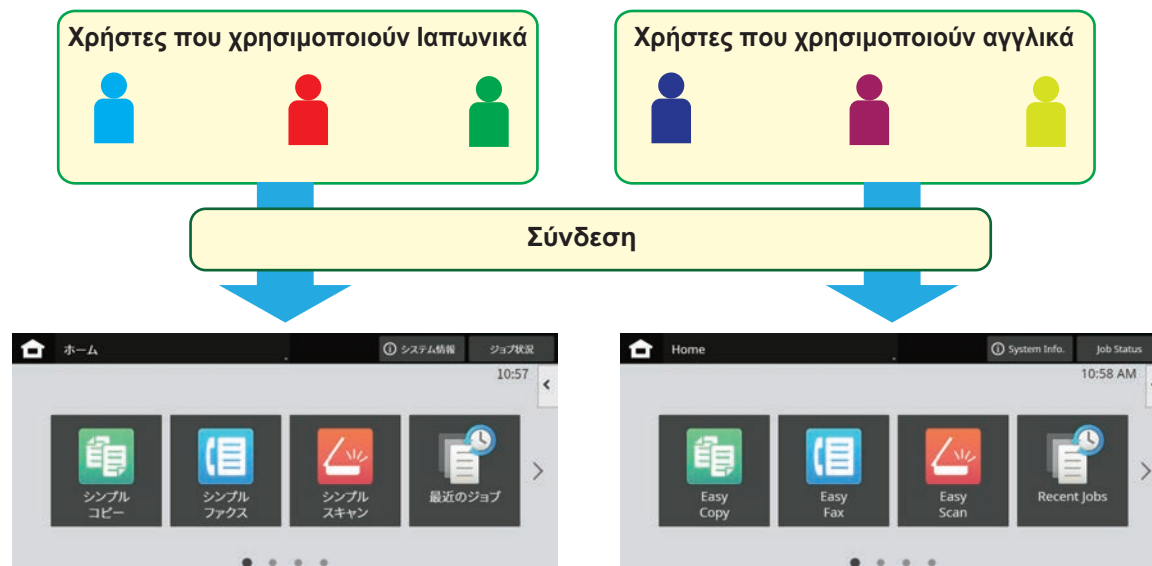 Χρήστες που χρησιμοποιούν Ιαπωνικά
Χρήστες που χρησιμοποιούν αγγλικά
Σύνδεση
ホーム
システム情報
ジョブ状況
10:57
シンプル
コピー
シンプル
ファクス
シンプル
スキャン
最近のジョブ
Home
System Info.
Job Status
10:58 AM
Easy
Copy
Easy
Fax
Easy
Scan
Recent Jobs